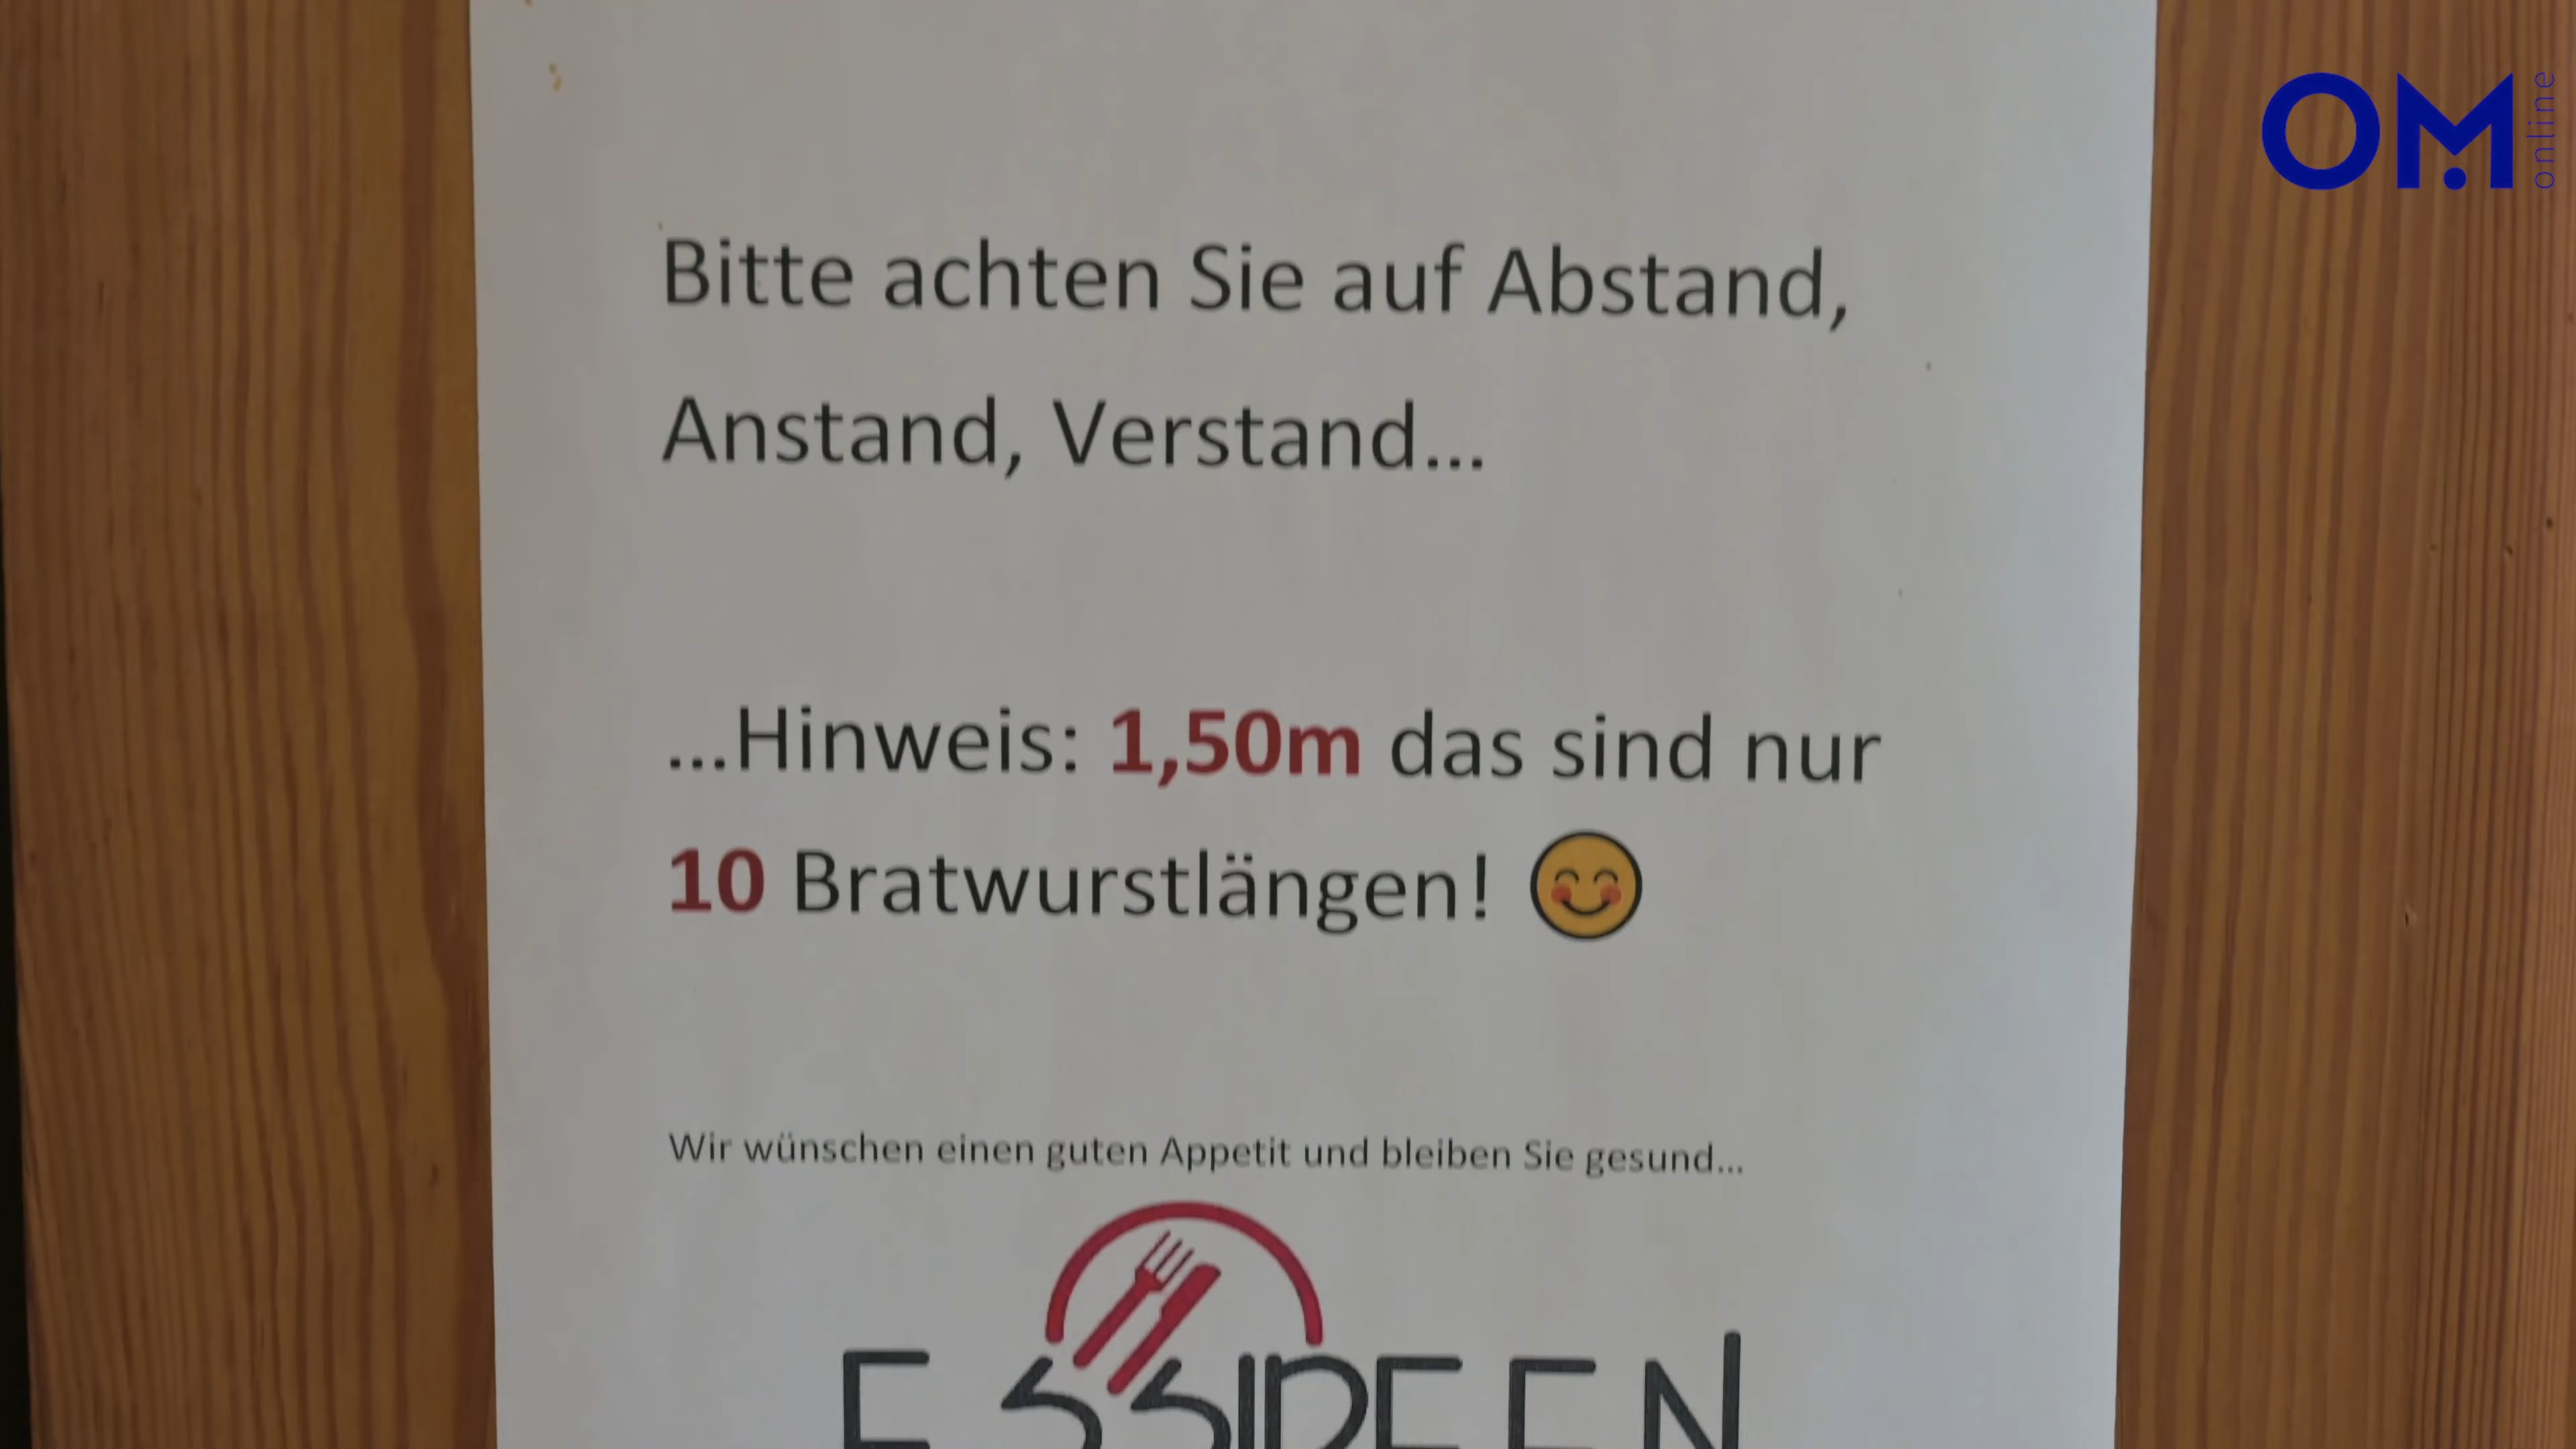 OM online
Bitte achten Sie auf Abstand,
Anstand, Verstand...
...Hinweis: 1,50m das sind nur
10 Bratwurstlängen! 😊
Wir wünschen einen guten Appetit und bleiben Sie gesund...
ESSIDEEN